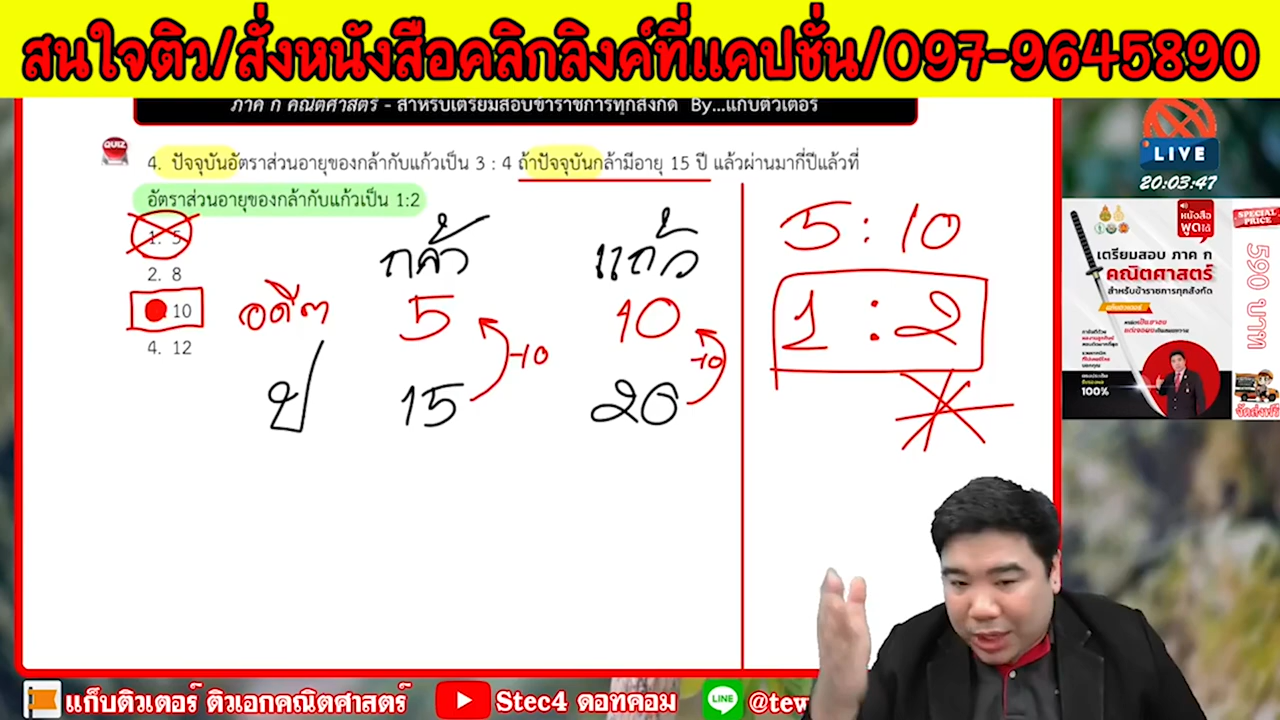 สนใจติว/สั่งหนังสือคลิกลิงค์ที่แคปชั่น/097-9645890
ภาค ก คณิตศาสตร์ - สำหรับเตรียมสอบข้าราชการทุกสังกัด By...แก๊บติวเตอร์
QUIZ
4. ปัจจุบันอัตราส่วนอายุของกล้ากับแก้วเป็น 3 : 4 ถ้าปัจจุบันกล้ามีอายุ 15 ปี แล้วผ่านมากี่ปีแล้วที่
อัตราส่วนอายุของกล้ากับแก้วเป็น 1:2
1. 5
2. 8
10
4. 12
กล้า แก้ว
อดีต 5 10
-10 -10
ป 15 20
5 : 10
1 : 2
LIVE
20:03:47
หนังสือ
พูดได้
เตรียมสอบ ภาค ก
คณิตศาสตร์
สำหรับข้าราชการทุกสังกัด
100%
SPECIAL
PRICE
590 บาท
จัดส่งฟรี
แก็บติวเตอร์ ติวเอกคณิตศาสตร์
Stec4 ดอทคอม
LINE
@tew